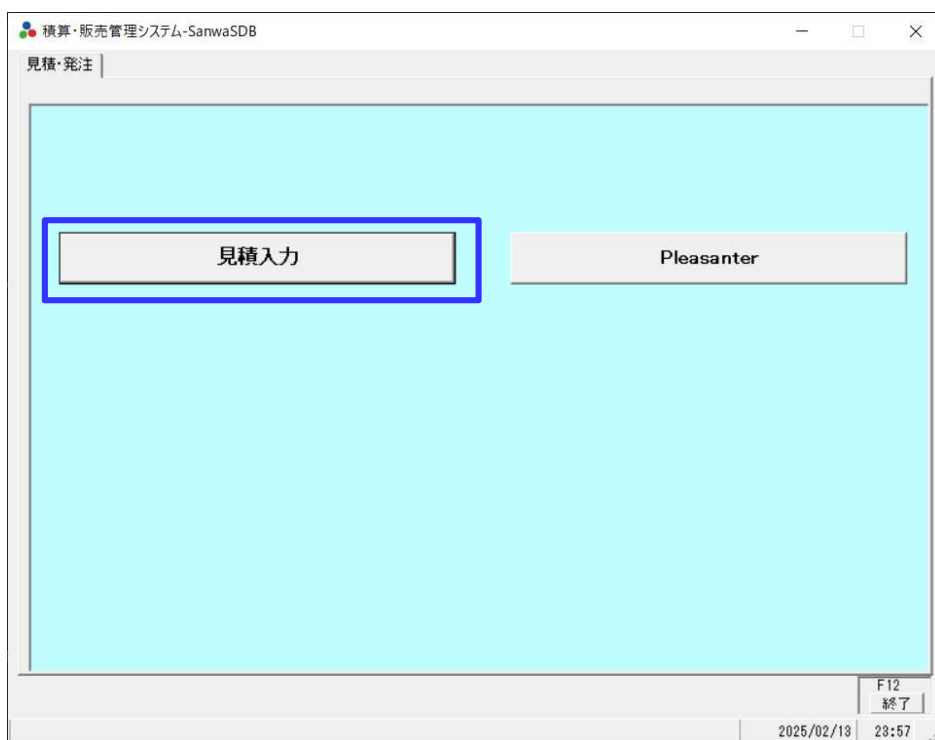 積算・販売管理システム-SanwaSDB
見積・発注
見積入力
Pleasanter
F12
終了
2025/02/13 23:57